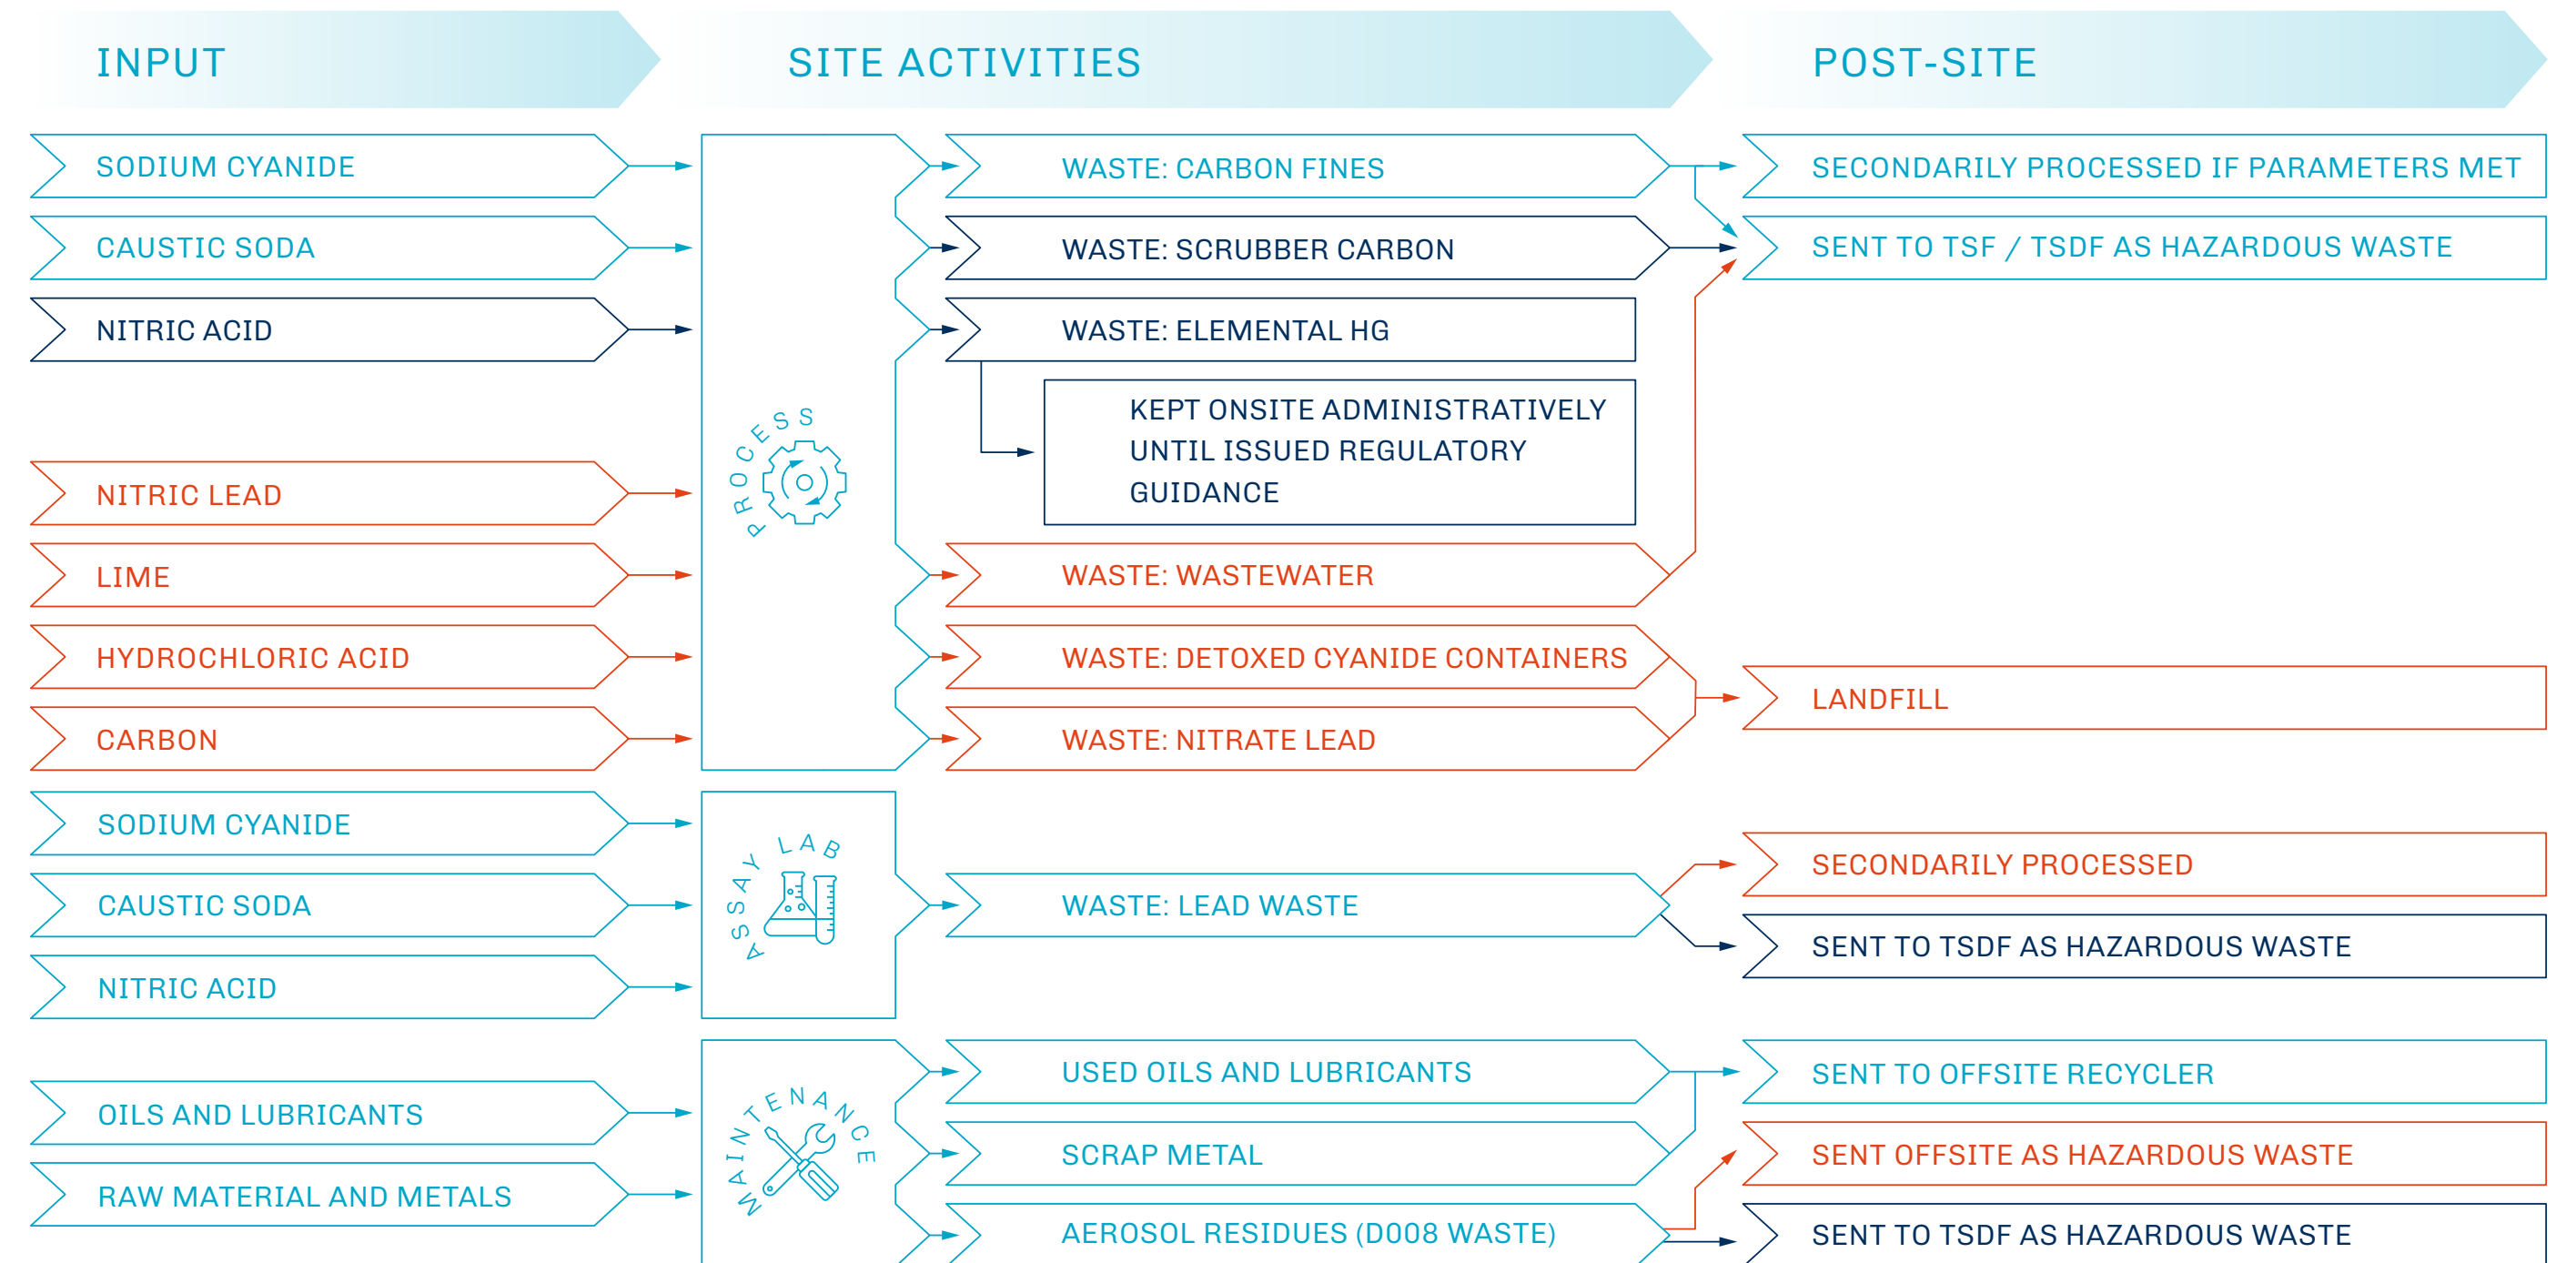 INPUT
SITE ACTIVITIES
POST-SITE
SODIUM CYANIDE
CAUSTIC SODA
NITRIC ACID
NITRIC LEAD
LIME
HYDROCHLORIC ACID
CARBON
PROCESS
WASTE: CARBON FINES
WASTE: SCRUBBER CARBON
WASTE: ELEMENTAL HG
KEPT ONSITE ADMINISTRATIVELY
UNTIL ISSUED REGULATORY
GUIDANCE
WASTE: WASTEWATER
WASTE: DETOXED CYANIDE CONTAINERS
WASTE: NITRATE LEAD
SECONDARILY PROCESSED IF PARAMETERS MET
SENT TO TSF / TSDF AS HAZARDOUS WASTE
LANDFILL
SODIUM CYANIDE
CAUSTIC SODA
NITRIC ACID
ASSAY LAB
WASTE: LEAD WASTE
SECONDARILY PROCESSED
SENT TO TSDF AS HAZARDOUS WASTE
OILS AND LUBRICANTS
RAW MATERIAL AND METALS
MAINTENANCE
USED OILS AND LUBRICANTS
SCRAP METAL
AEROSOL RESIDUES (D008 WASTE)
SENT TO OFFSITE RECYCLER
SENT OFFSITE AS HAZARDOUS WASTE
SENT TO TSDF AS HAZARDOUS WASTE